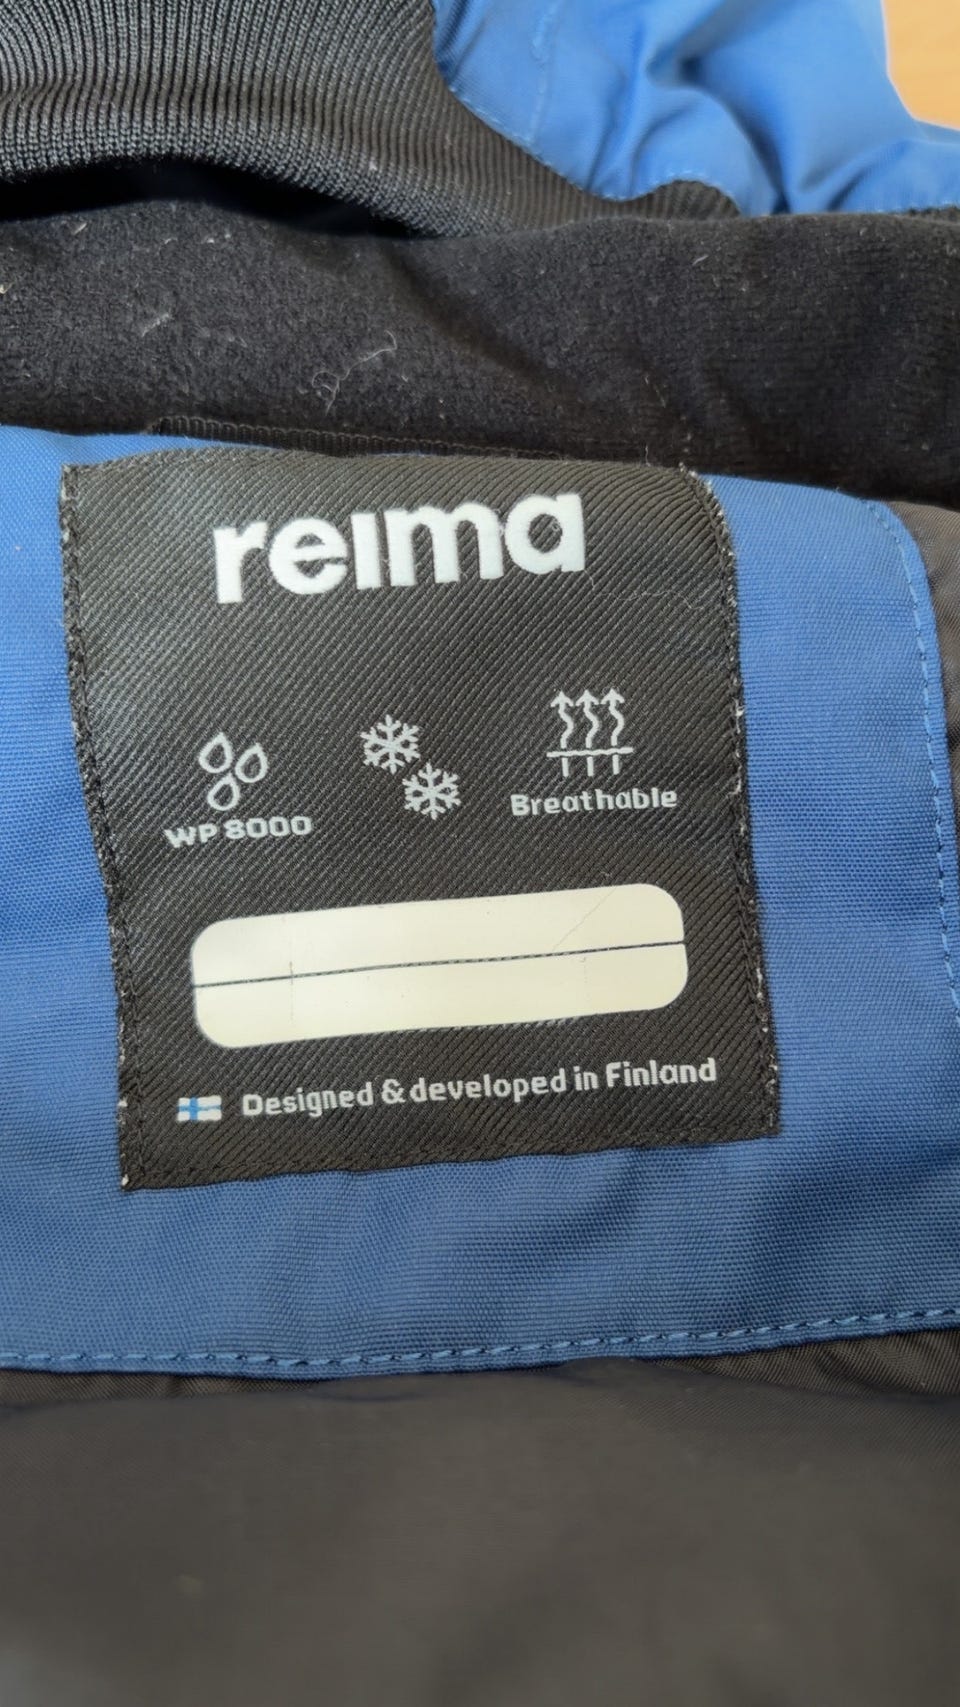 reima
WP 8000
Breathable
Designed & developed in Finland